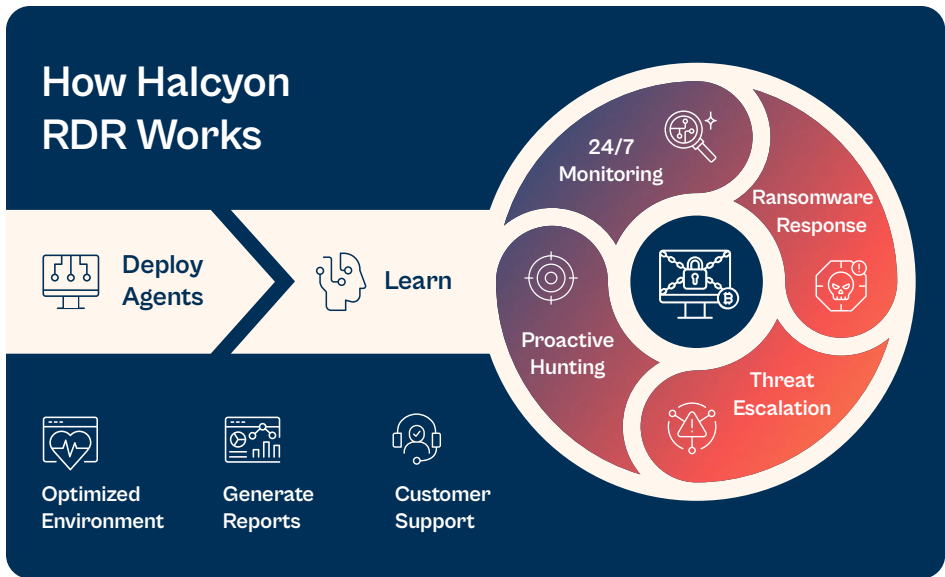 How Halcyon
RDR Works
Deploy
Agents
Learn
24/7
Monitoring
Ransomware
Response
Proactive
Hunting
Threat
Escalation
Optimized
Environment
Generate
Reports
Customer
Support